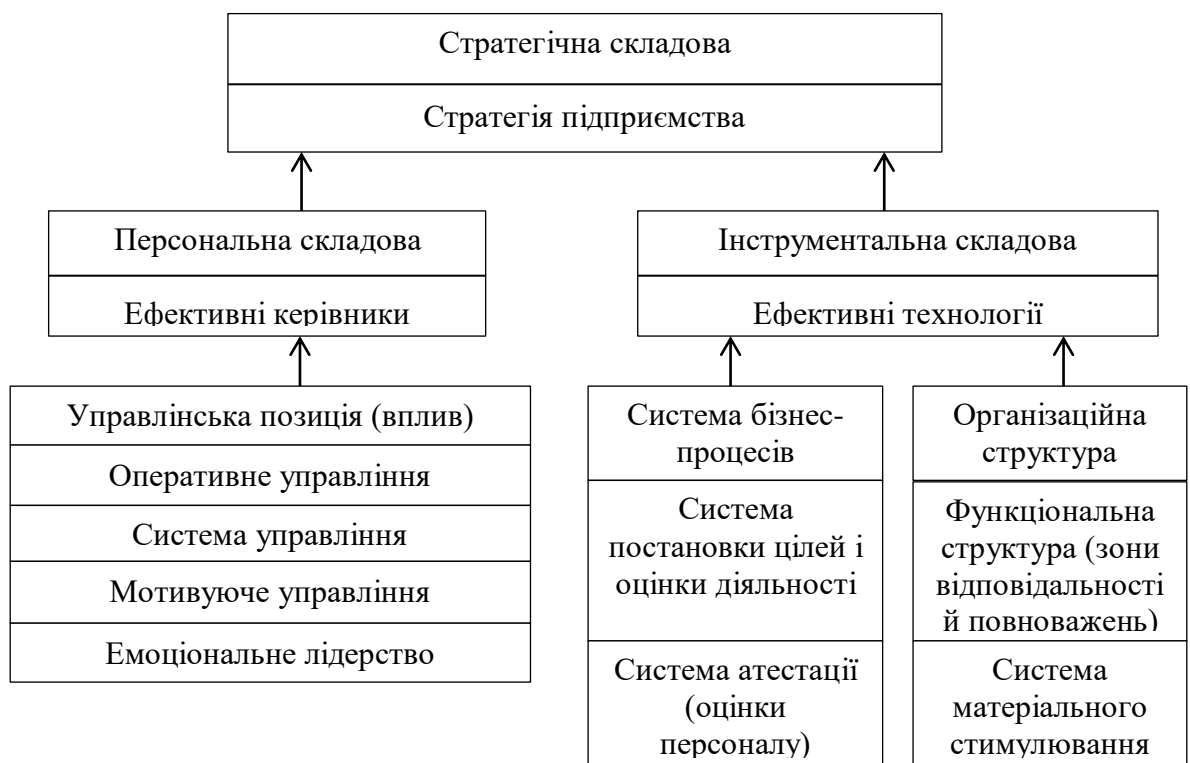 Стратегічна складова
Стратегія підприємства
Персональна складова
Ефективні керівники
Інструментальна складова
Ефективні технології
Управлінська позиція (вплив)
Оперативне управління
Система управління
Мотивуюче управління
Емоціональне лідерство
Система бізнес-
процесів
Система
постановки цілей і
оцінки діяльності
Система атестації
(оцінки
персоналу)
Організаційна
структура
Функціональна
структура (зони
відповідальності
й повноважень)
Система
матеріального
стимулювання